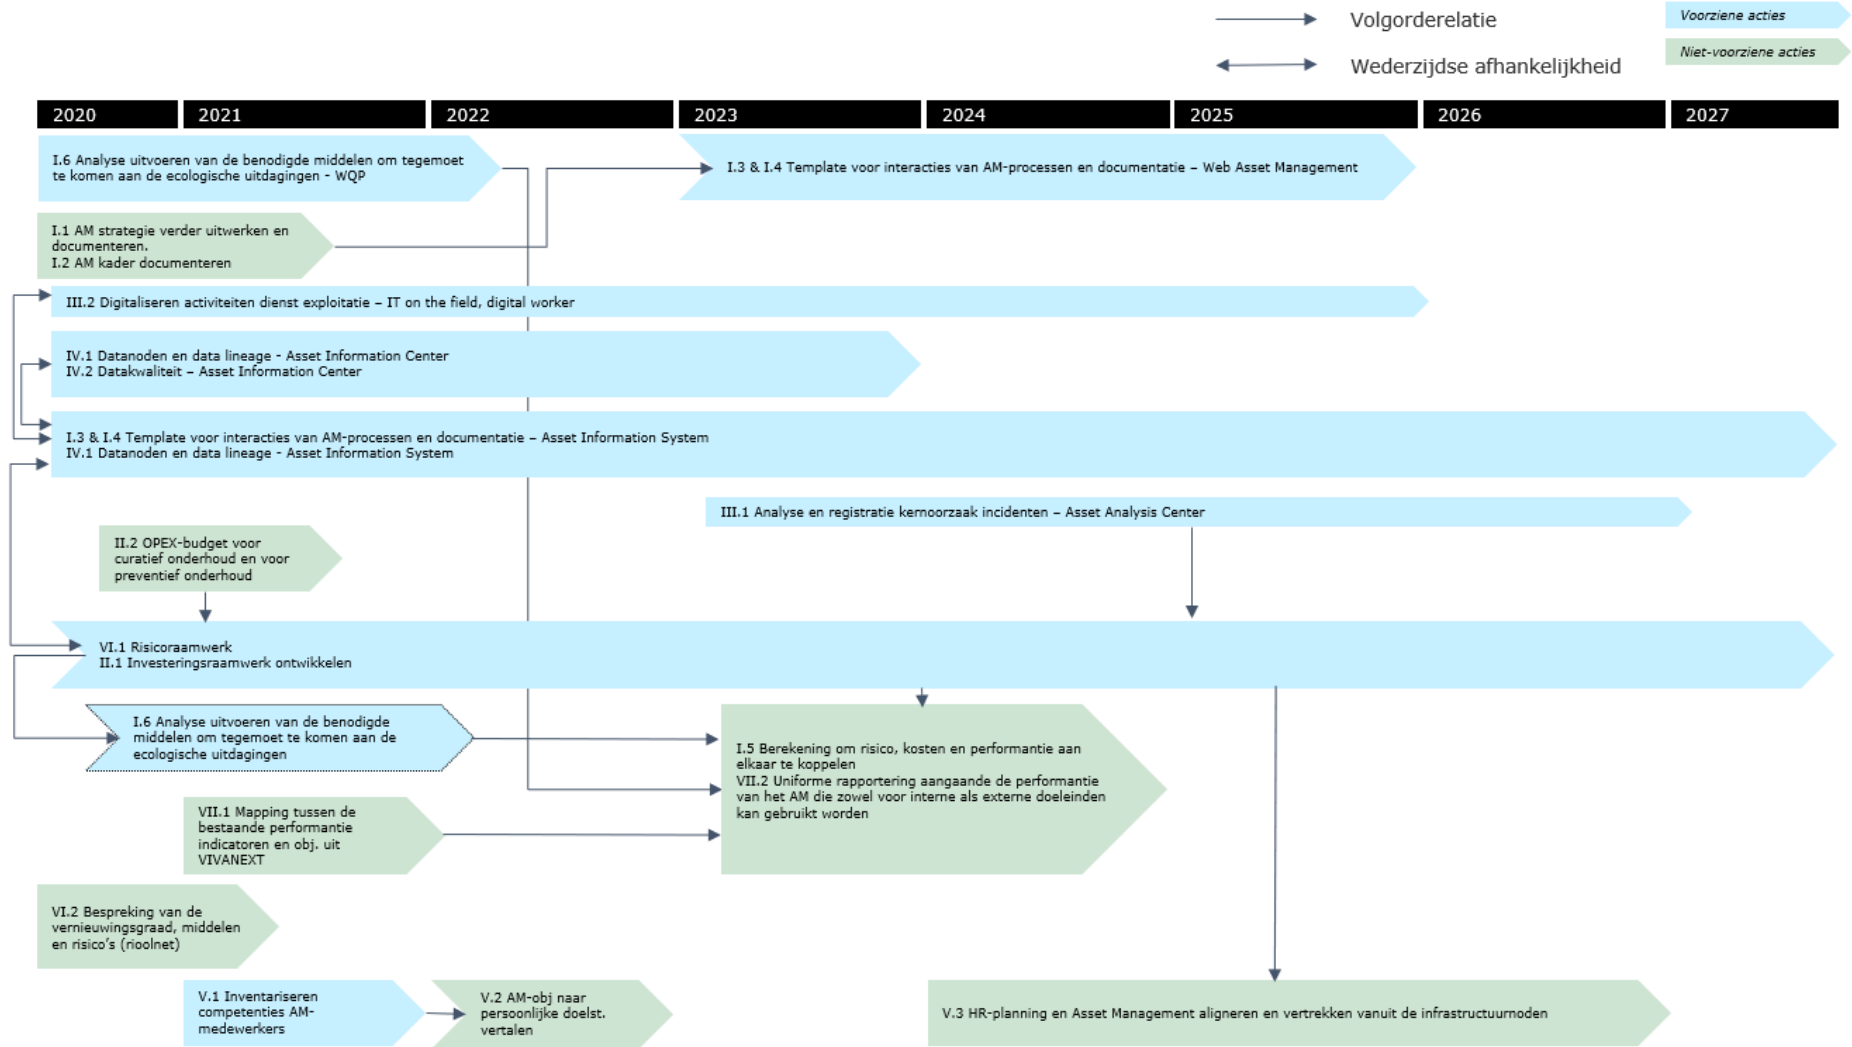 Volgorderelatie
Voorziene acties
Niet-voorziene acties
Wederzijdse afhankelijkheid
2020
2021
2022
2023
2024
2025
2026
2027
I.6 Analyse uitvoeren van de benodigde middelen om tegemoet
te komen aan de ecologische uitdagingen - WQP
I.3 & I.4 Template voor interacties van AM-processen en documentatie – Web Asset Management
I.1 AM strategie verder uitwerken en
documenteren.
I.2 AM kader documenteren
III.2 Digitaliseren activiteiten dienst exploitatie – IT on the field, digital worker
IV.1 Datanoden en data lineage - Asset Information Center
IV.2 Datakwaliteit – Asset Information Center
I.3 & I.4 Template voor interacties van AM-processen en documentatie – Asset Information System
IV.1 Datanoden en data lineage - Asset Information System
III.1 Analyse en registratie kernoorzaak incidenten – Asset Analysis Center
II.2 OPEX-budget voor
curatief onderhoud en voor
preventief onderhoud
VI.1 Risicoraamwerk
II.1 Investeringsraamwerk ontwikkelen
I.6 Analyse uitvoeren van de benodigde
middelen om tegemoet te komen aan de
ecologische uitdagingen
I.5 Berekening om risico, kosten en performantie aan
elkaar te koppelen
VII.2 Uniforme rapportering aangaande de performantie
van het AM die zowel voor interne als externe doeleinden
kan gebruikt worden
VII.1 Mapping tussen de
bestaande performantie
indicatoren en obj. uit
VIVANEXT
VI.2 Bespreking van de
vernieuwingsgraad, middelen
en risico's (rioolnet)
V.1 Inventariseren
competenties AM-
medewerkers
V.2 AM-obj naar
persoonlijke doelst.
vertalen
V.3 HR-planning en Asset Management aligneren en vertrekken vanuit de infrastructuurnoden